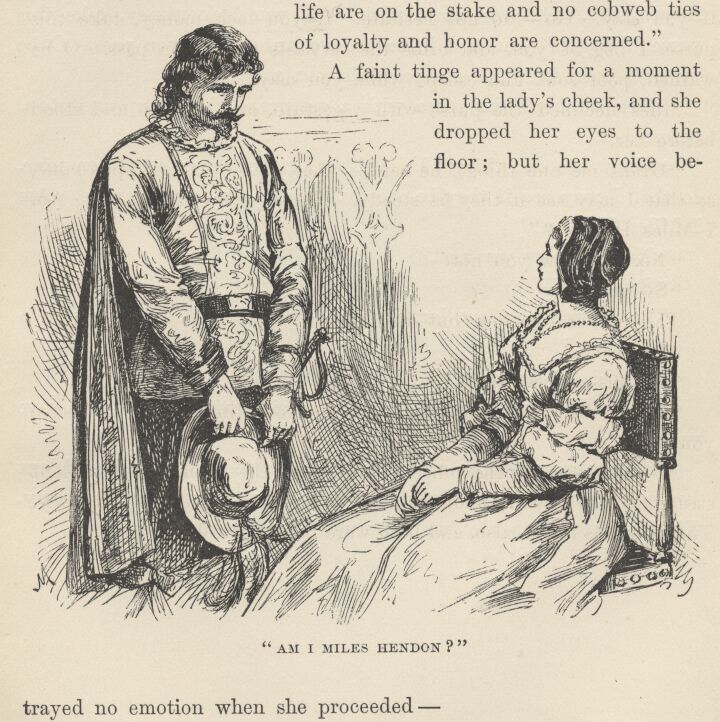 life are on the stake and no cobweb ties
of loyalty and honor are concerned.”
A faint tinge appeared for a moment
in the lady’s cheek, and she
dropped her eyes to the
floor; but her voice be-
“AM I MILES HENDON?”
trayed no emotion when she proceeded—